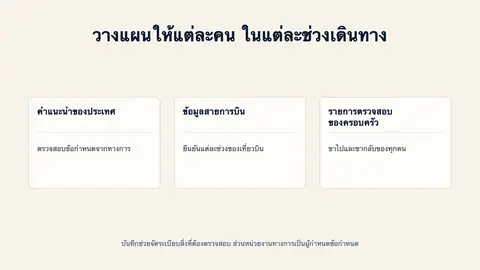 วางแผนให้แต่ละคน ในแต่ละช่วงเดินทาง
คำแนะนำของประเทศ
ตรวจสอบข้อกำหนดจากทางการ
ข้อมูลสายการบิน
ยืนยันแต่ละช่วงของเที่ยวบิน
รายการตรวจสอบ
ของครอบครัว
ขาไปและขากลับของทุกคน
บันทึกช่วยจัดระเบียบสิ่งที่ต้องตรวจสอบ ส่วนหน่วยงานทางการเป็นผู้กำหนดข้อกำหนด